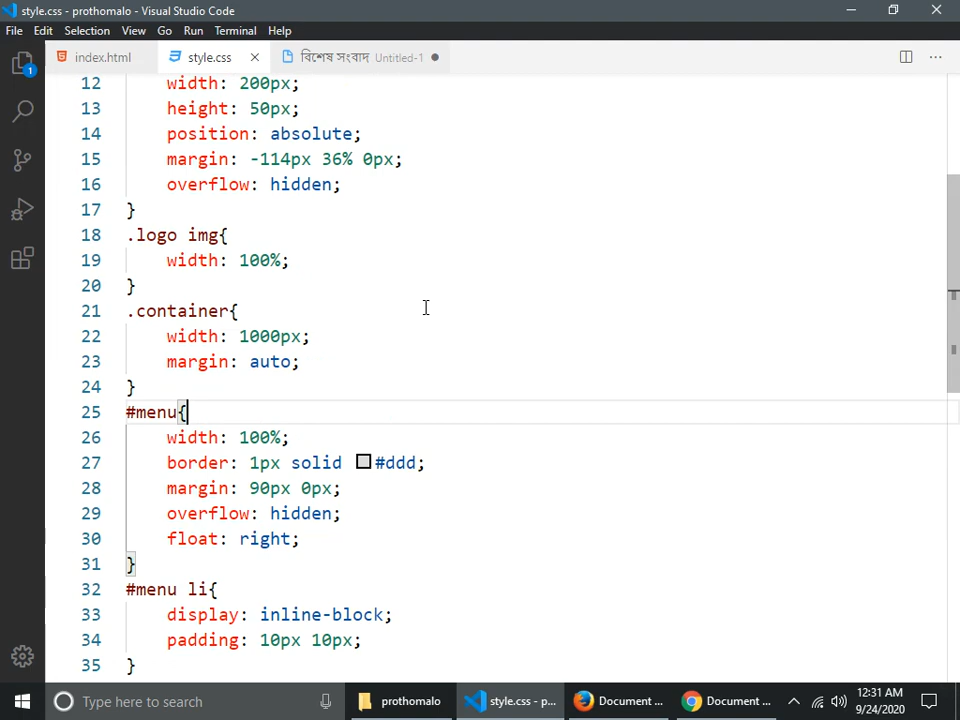 style.css - prothomalo - Visual Studio Code
File Edit Selection View Go Run Terminal Help
index.html style.css বিশেষ সংবাদ Untitled-1
12 width: 200px;
13 height: 50px;
14 position: absolute;
15 margin: -114px 36% 0px;
16 overflow: hidden;
17 }
18 .logo img{
19 width: 100%;
20 }
21 .container{
22 width: 1000px;
23 margin: auto;
24 }
25 #menu{
26 width: 100%;
27 border: 1px solid #ddd;
28 margin: 90px 0px;
29 overflow: hidden;
30 float: right;
31 }
32 #menu li{
33 display: inline-block;
34 padding: 10px 10px;
35 }
1
Type here to search prothomalo style.css - p... Document ... Document ... 12:31 AM
9/24/2020